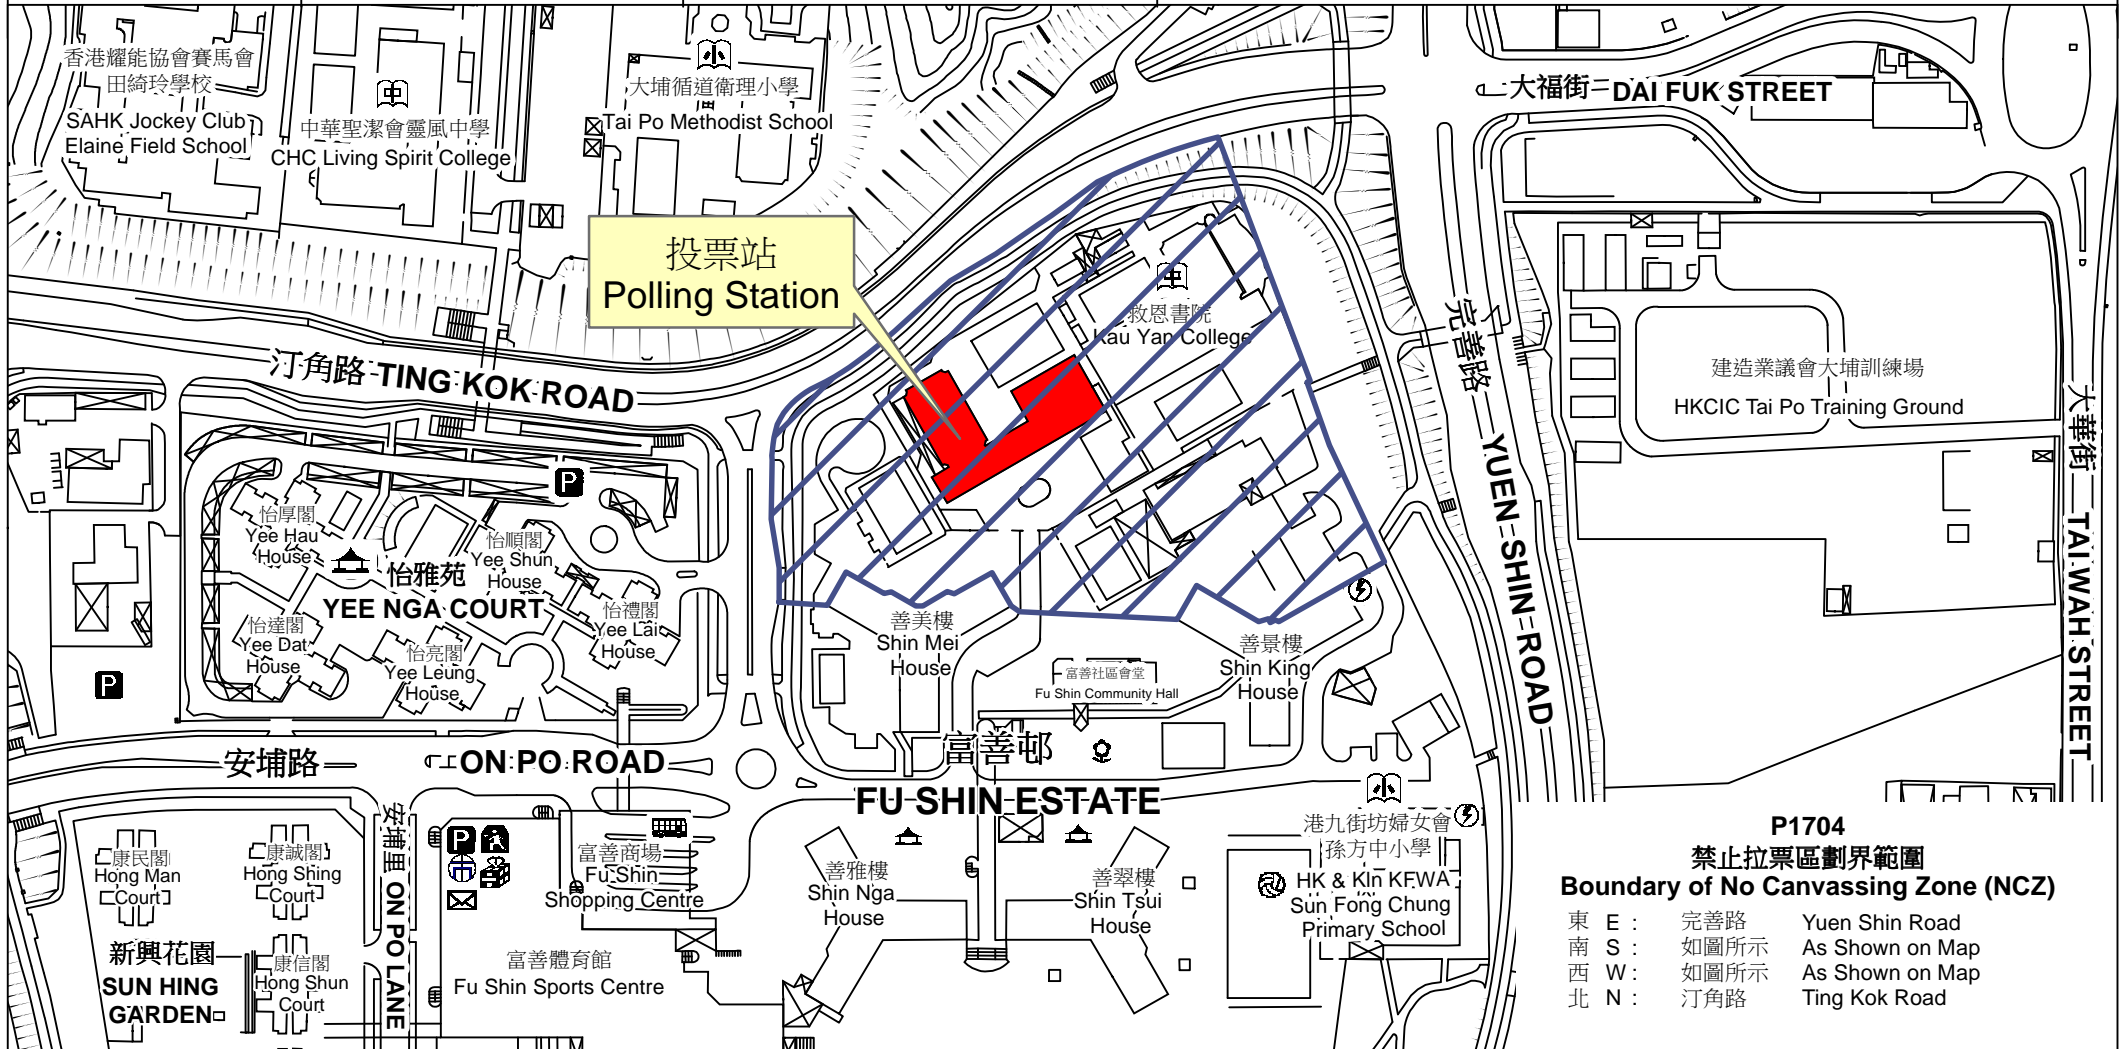 香港耀能協會賽馬會
田綺玲學校
SAHK Jockey Club
Elaine Field School
中華聖潔會靈風中學
CHC Living Spirit College
大埔循道衛理小學
Tai Po Methodist School
大福街 DAI FUK STREET
投票站
Polling Station
救恩書院
Kau Yan College
汀角路 TING KOK ROAD
完善路 YUEN SHIN ROAD
建造業議會大埔訓練場
HKCIC Tai Po Training Ground
大華街 TAI WAH STREET
怡厚閣
Yee Hau
House
怡順閣
Yee Shun
House
怡雅苑
YEE NGA COURT
怡禮閣
Yee Lai
House
怡達閣
Yee Dat
House
怡亮閣
Yee Leung
House
善美樓
Shin Mei
House
富善社區會堂
Fu Shin Community Hall
善景樓
Shin King
House
安埔路 ON PO ROAD
富善邨
FU SHIN ESTATE
安埔里 ON PO LANE
康民閣
Hong Man
Court
康誠閣
Hong Shing
Court
新興花園
SUN HING
GARDEN
康信閣
Hong Shun
Court
富善商場
Fu Shin
Shopping Centre
富善體育館
Fu Shin Sports Centre
善雅樓
Shin Nga
House
善翠樓
Shin Tsui
House
港九街坊婦女會
孫方中小學
HK & Kln KFWA
Sun Fong Chung
Primary School
P1704
禁止拉票區劃界範圍
Boundary of No Canvassing Zone (NCZ)
東 E : 完善路 Yuen Shin Road
南 S : 如圖所示 As Shown on Map
西 W : 如圖所示 As Shown on Map
北 N : 汀角路 Ting Kok Road